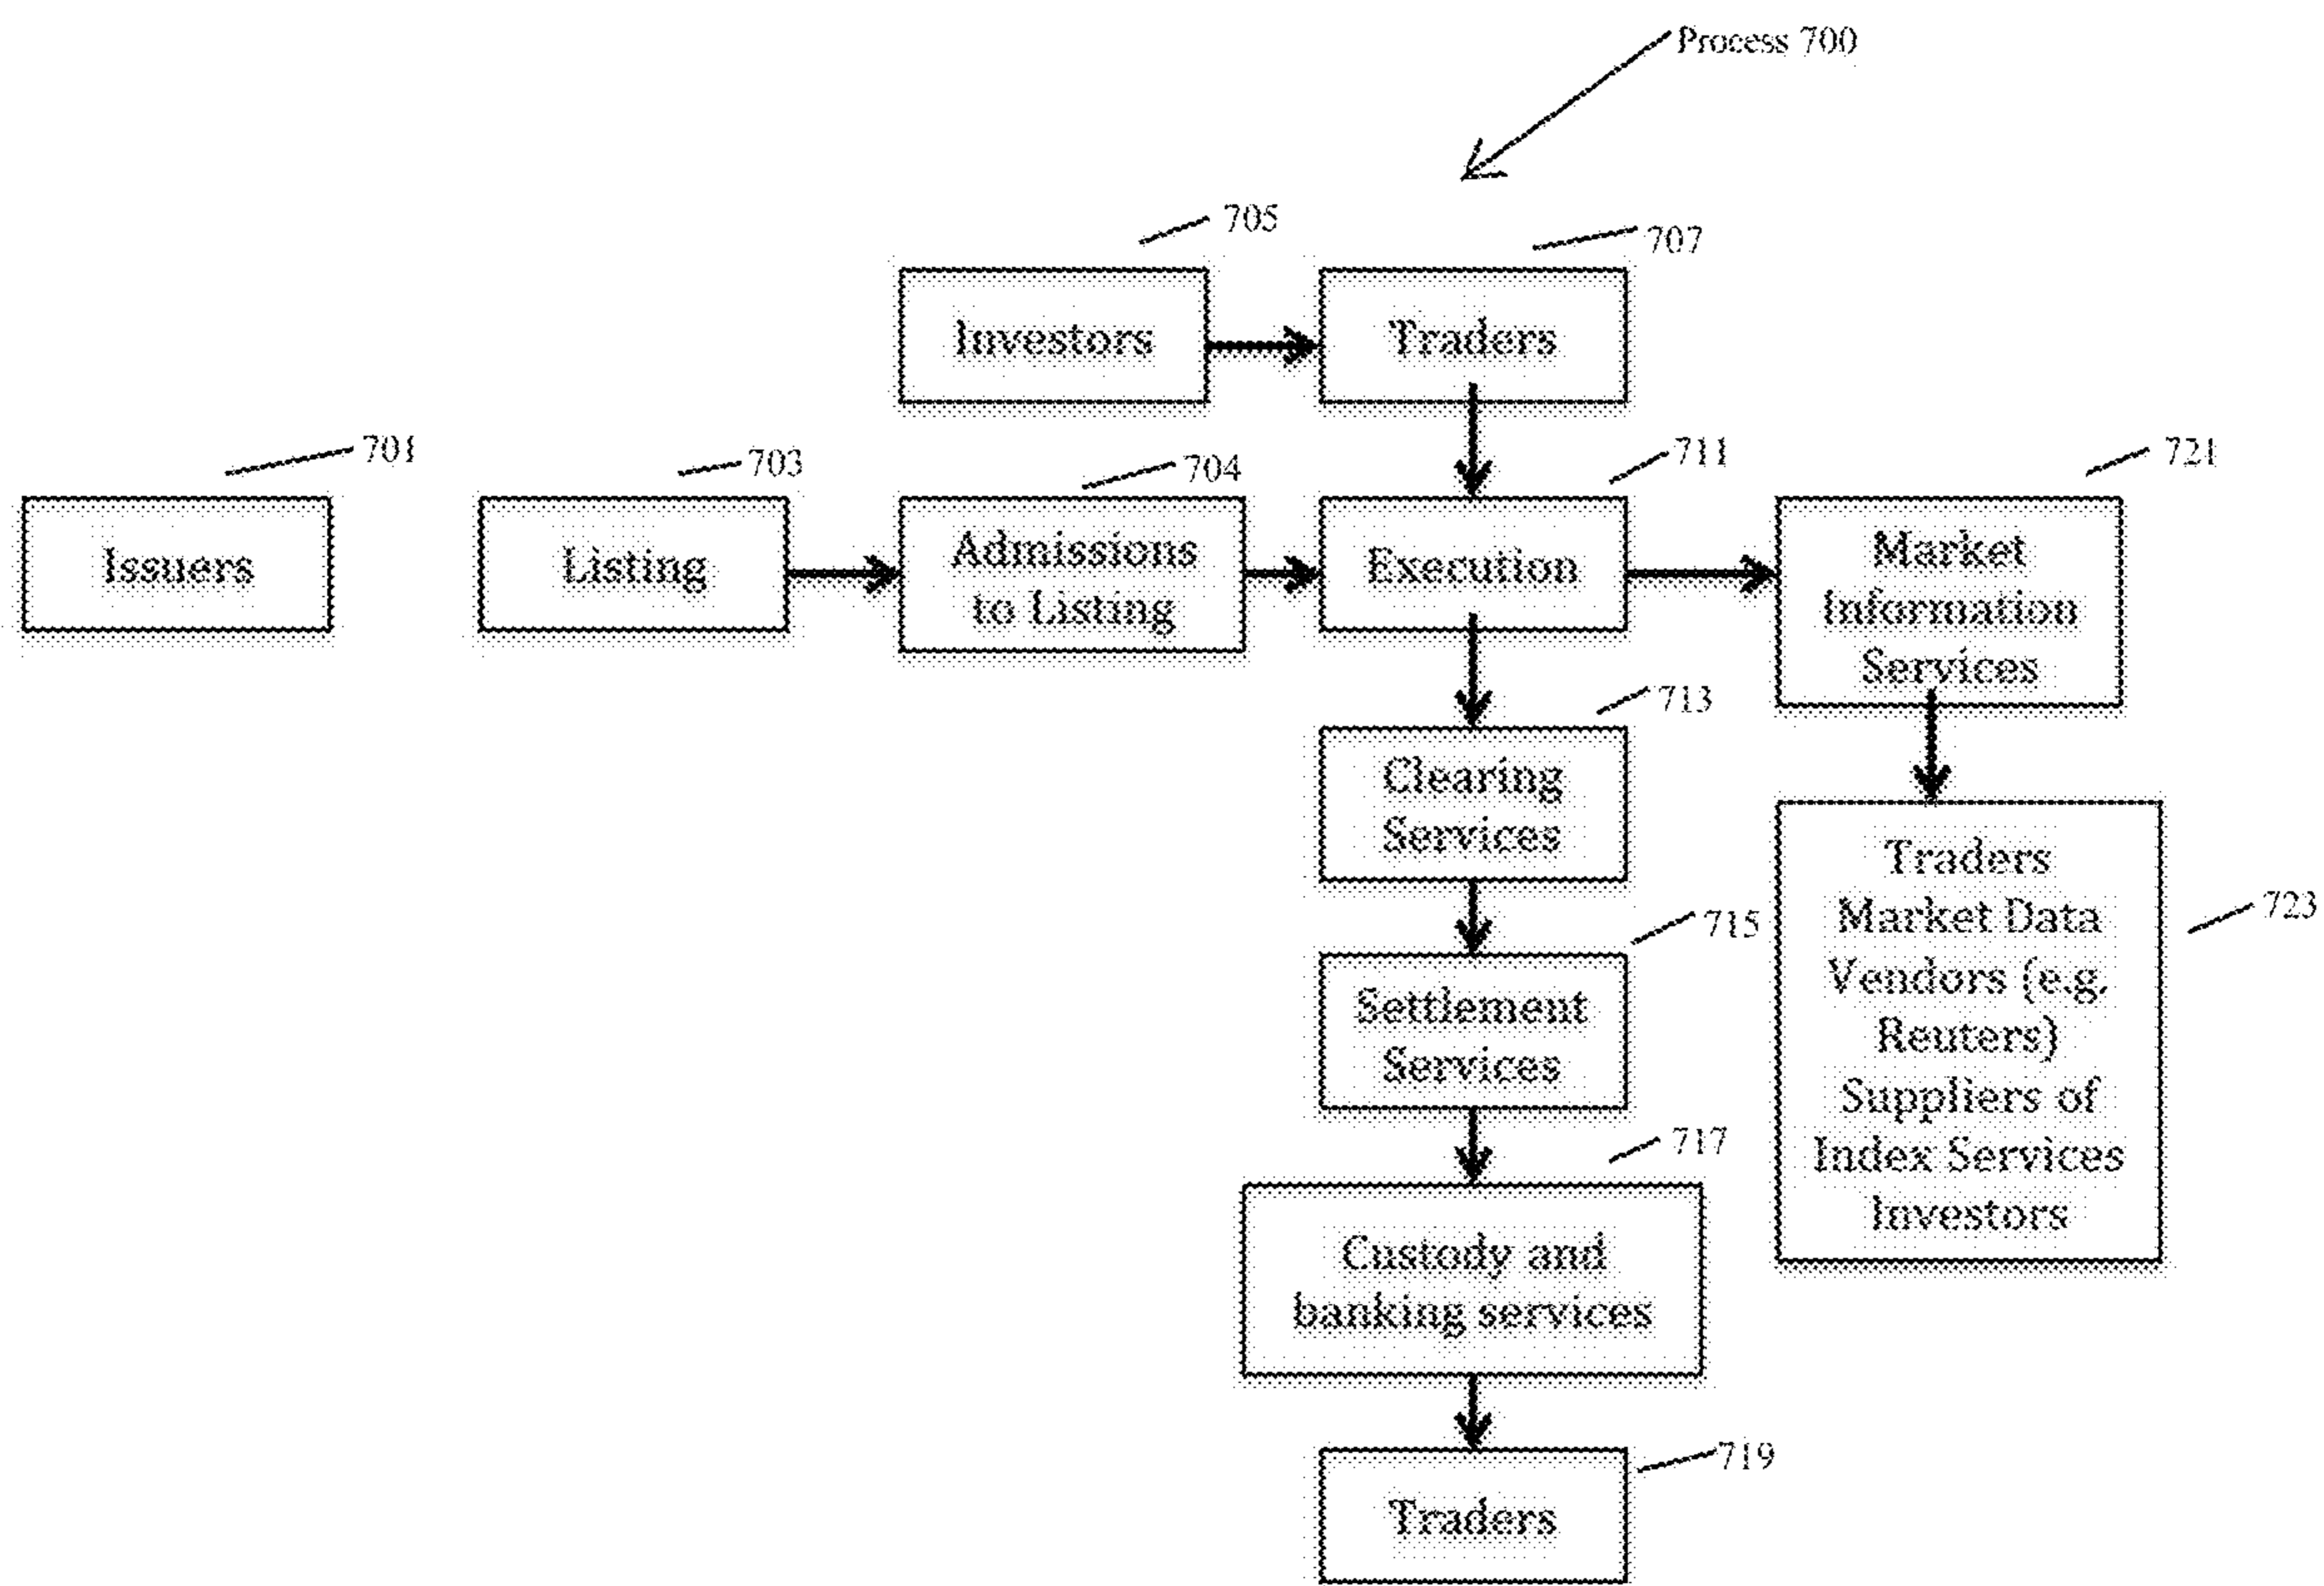 Process 700
705
707
Investors
Traders
701
703
704
711
721
Issuers
Listing
Admissions
to Listing
Execution
Market
Information
Services
713
Clearing
Services
715
Settlement
Services
717
Custody and
banking services
719
Traders
Traders
Market Data
Vendors (e.g.
Reuters)
Suppliers of
Index Services
Investors
723